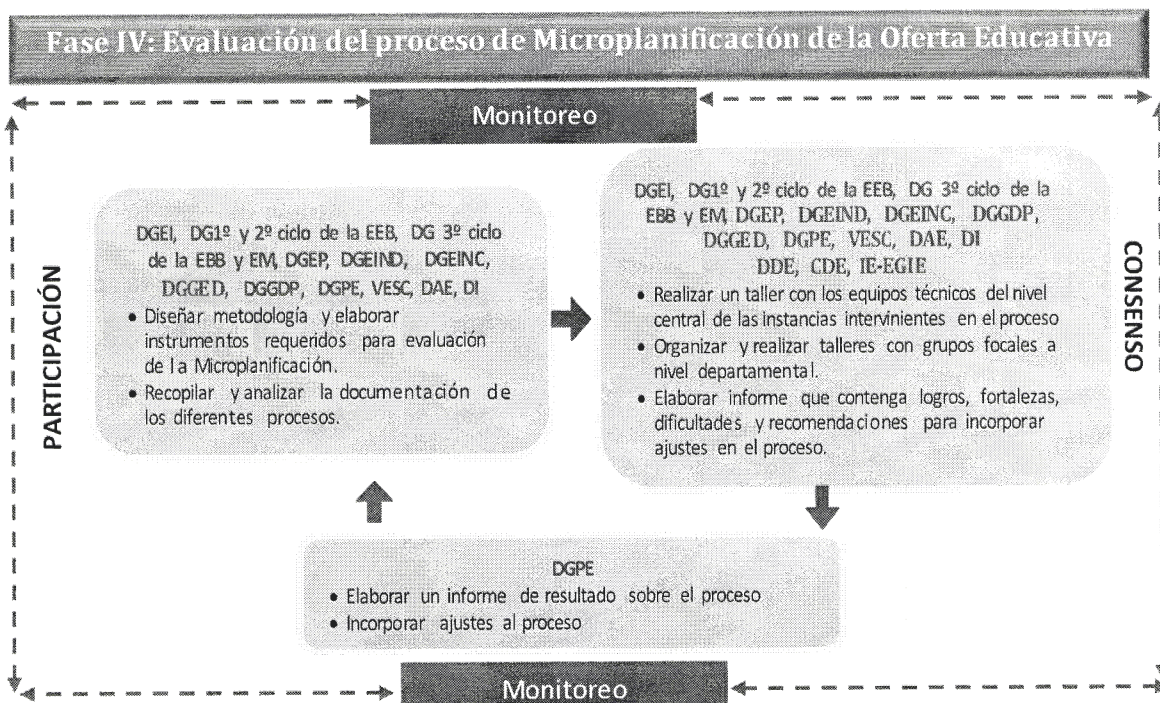 Fase IV: Evaluación del proceso de Microplanificación de la Oferta Educativa
Monitoreo
PARTICIPACIÓN
DGEI, DG1º y 2º ciclo de la EEB, DG 3º ciclo
de la EBB y EM, DGEP, DGEIND, DGEINC,
DGGED, DGGDP, DGPE, VESC, DAE, DI
• Diseñar metodología y elaborar
instrumentos requeridos para evaluación
de la Microplanificación.
• Recopilar y analizar la documentación de
los diferentes procesos.
DGEI, DG1º y 2º ciclo de la EEB, DG 3º ciclo de la
EBB y EM, DGEP, DGEIND, DGEINC, DGGDP,
DGGED, DGPE, VESC, DAE, DI
DDE, CDE, IE-EGIE
• Realizar un taller con los equipos técnicos del nivel
central de las instancias intervinientes en el proceso
• Organizar y realizar talleres con grupos focales a
nivel departamental.
• Elaborar informe que contenga logros, fortalezas,
dificultades y recomendaciones para incorporar
ajustes en el proceso.
CONSENSO
DGPE
• Elaborar un informe de resultado sobre el proceso
• Incorporar ajustes al proceso
Monitoreo